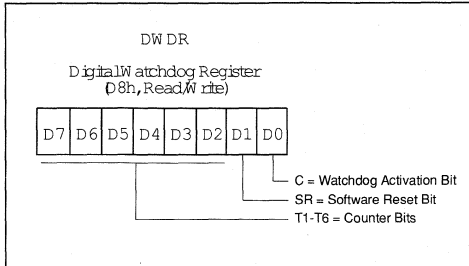 DWDR
Digital Watchdog Register
(D8h, Read/Write)
D7 D6 D5 D4 D3 D2 D1 D0
C = Watchdog Activation Bit
SR = Software Reset Bit
T1-T6 = Counter Bits